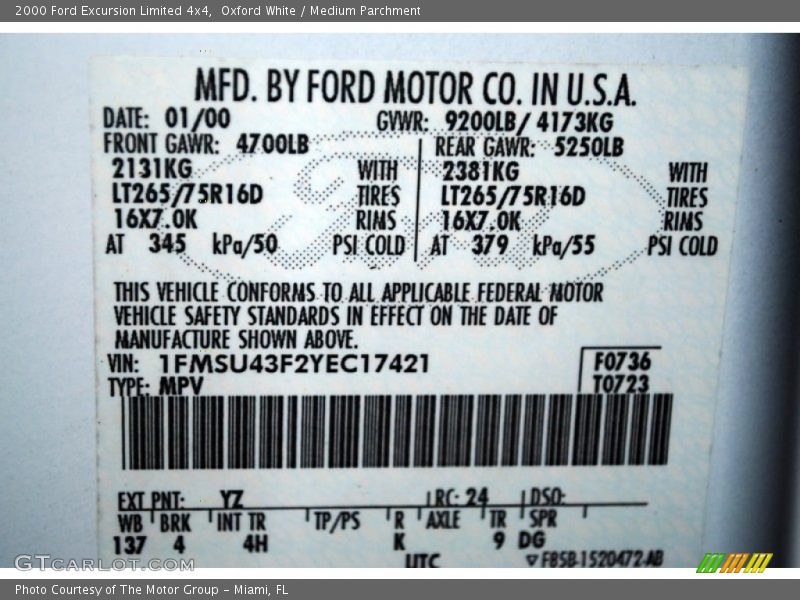 2000 Ford Excursion Limited 4x4, Oxford White / Medium Parchment
MFD. BY FORD MOTOR CO. IN U.S.A.
DATE: 01/00 GVWR: 9200LB/ 4173KG
FRONT GAWR: 4700LB REAR GAWR: 5250LB
2131KG WITH 2381KG WITH
LT265/75R16D TIRES LT265/75R16D TIRES
16X7.0K RIMS 16X7.0K RIMS
AT 345 kPa/50 PSI COLD AT 379 kPa/55 PSI COLD
THIS VEHICLE CONFORMS TO ALL APPLICABLE FEDERAL MOTOR
VEHICLE SAFETY STANDARDS IN EFFECT ON THE DATE OF
MANUFACTURE SHOWN ABOVE.
VIN: 1FMSU43F2YEC17421 F0736
TYPE: MPV T0723
EXT PNT: YZ RC: 24 DSO:
WB BRK INT TR TP/PS R AXLE TR SPR
137 4 4H K 9 DG
UTC F85B-1520472-AB
GTCarLot.com
Photo Courtesy of The Motor Group - Miami, FL